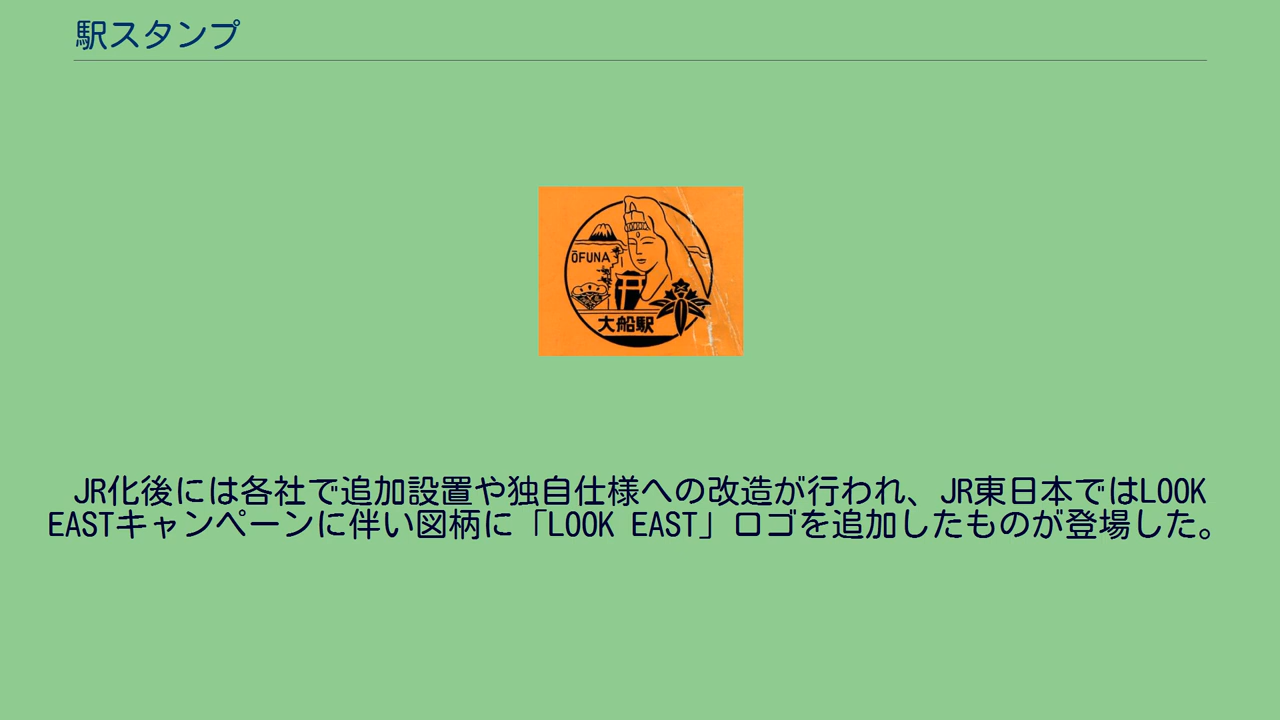 駅スタンプ
ŌFUNA
大船駅
JR化後には各社で追加設置や独自仕様への改造が行われ、JR東日本ではLOOK
EASTキャンペーンに伴い図柄に「LOOK EAST」ロゴを追加したものが登場した。